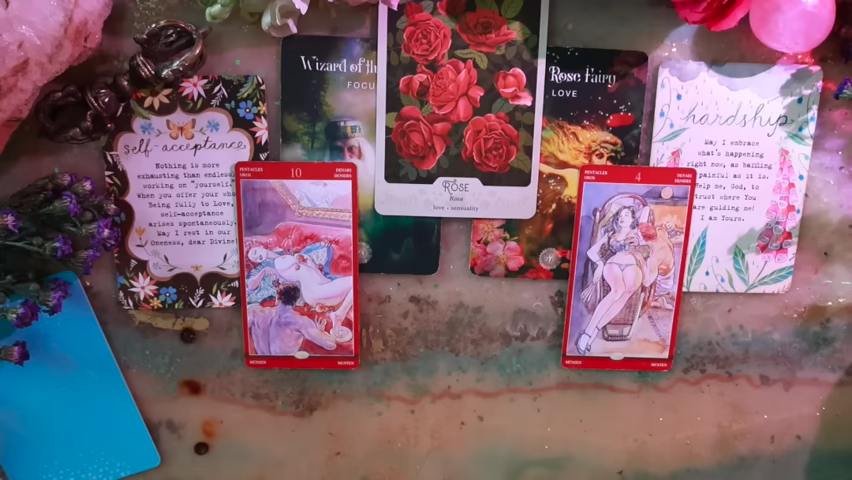 self-acceptance
Nothing is more
exhausting than endless
working on "yourself."
When you offer your who
Being fully to Love,
self-acceptance
arises spontaneously.
May I rest in our
Oneness, dear Divine
Wizard of th
FOCU
ROSE
Rosa
love • sensuality
Rose Fairy
LOVE
hardship
May I embrace
what's happening
right now, as
painful as it is.
Help me, God, to
trust where You
are guiding me!
I am Yours.
PENTACLES
OROS
10
DENARI
DENIERS
MÜNZEN
MUNTEN
PENTACLES
OROS
4
DENARI
DENIERS
MÜNZEN
MUNTEN